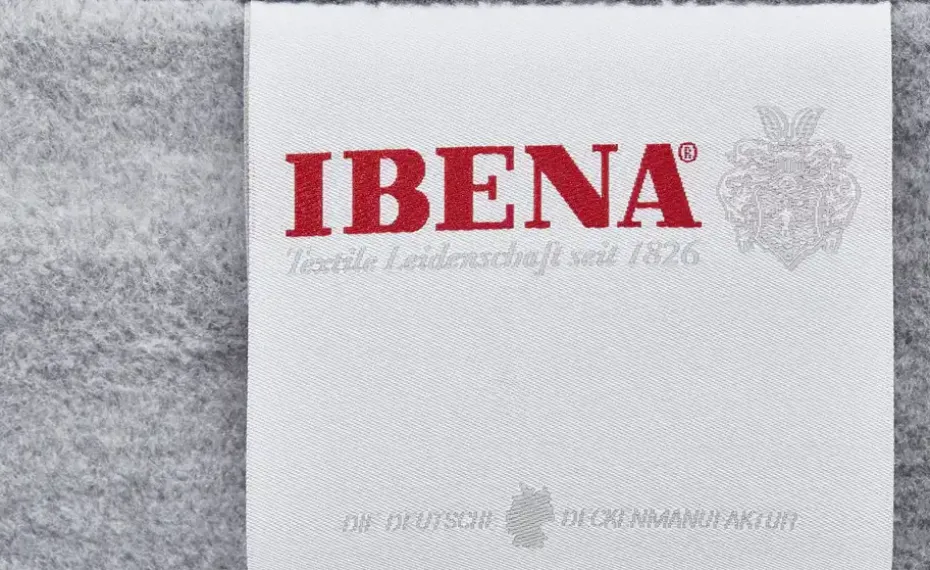 IBENA®
Textile Leidenschaft seit 1826
DIE DEUTSCHE DECKENMANUFAKTUR